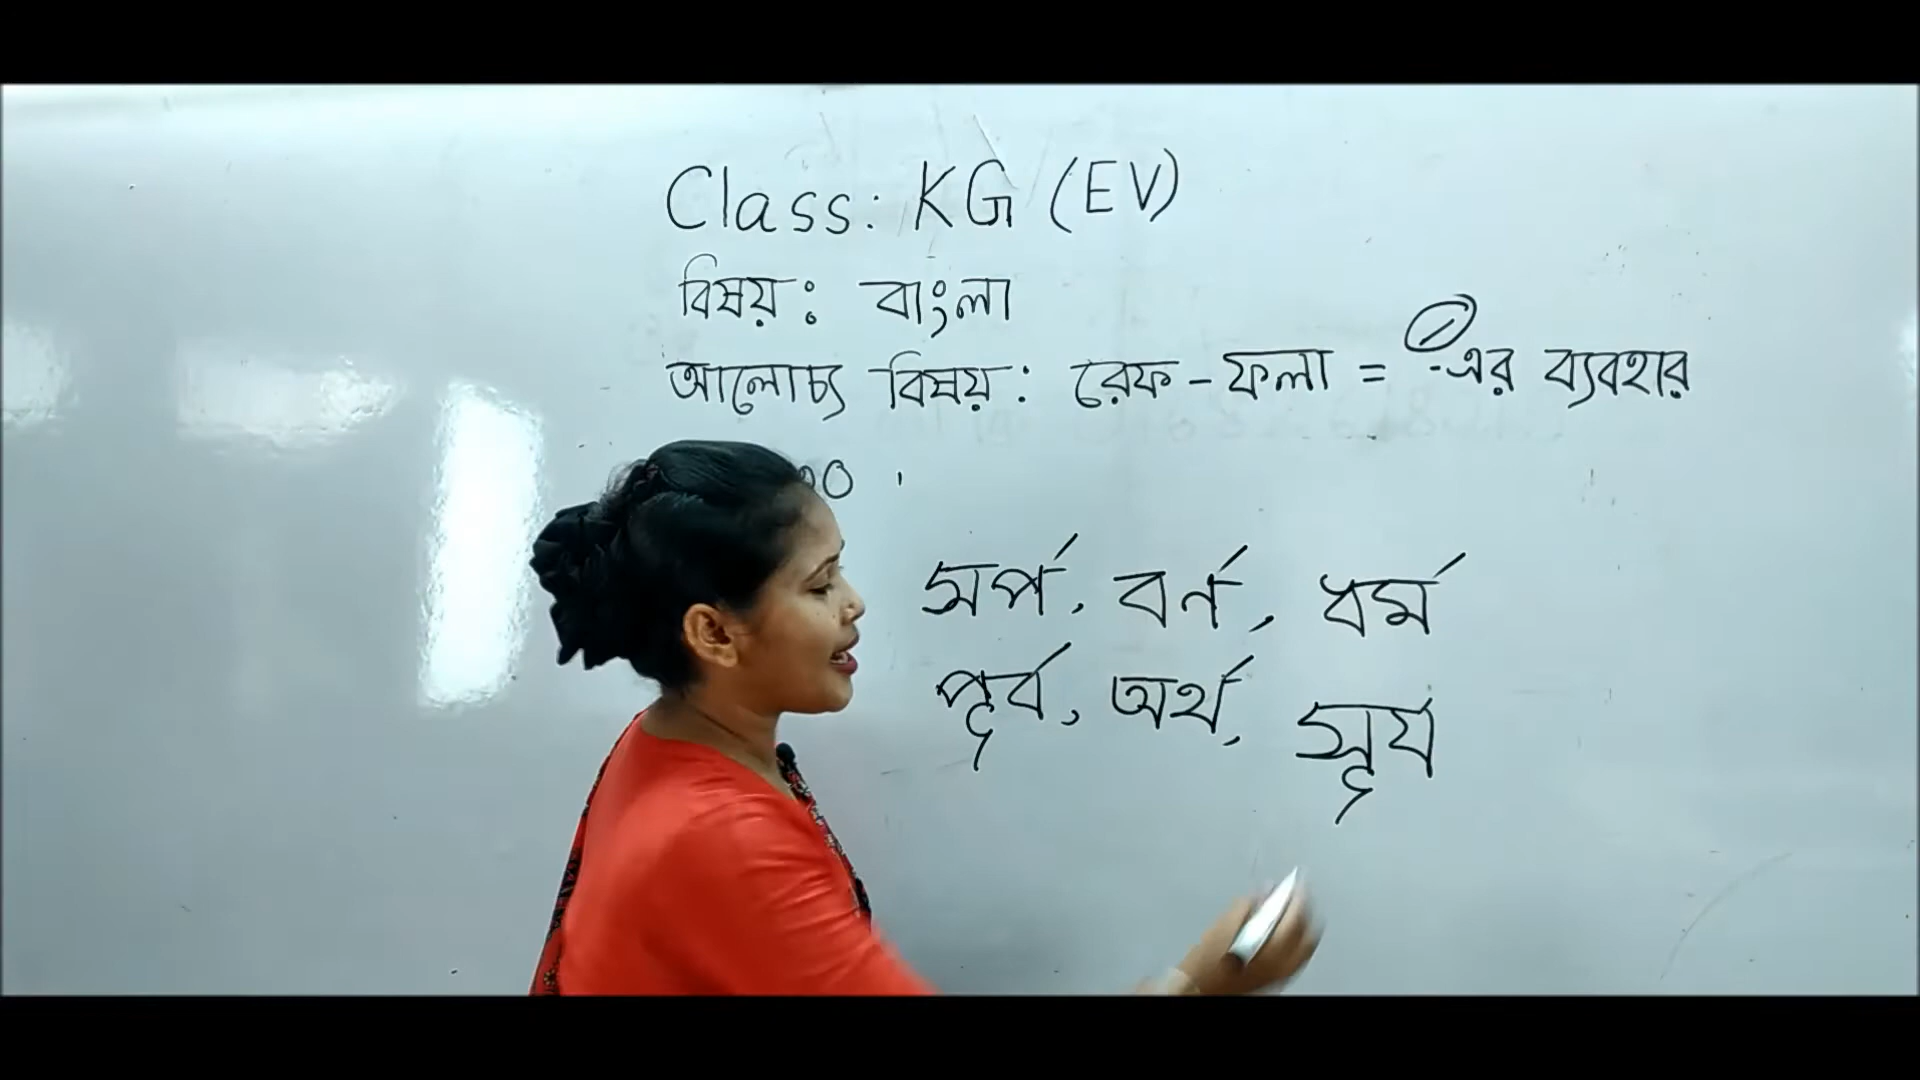 Class: KG (EV)
বিষয়: বাংলা
আলোচ্য বিষয়: রেফ-ফলা = র্ -এর ব্যবহার
সর্প, বর্ণ, ধর্ম
পূর্ব, অর্থ, সূয